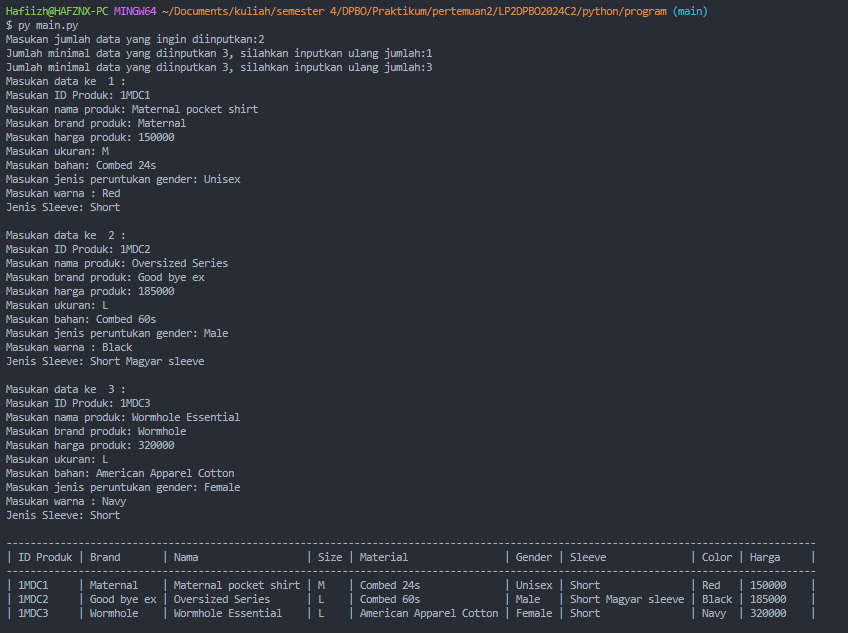 Hafiizh@HAFZNX-PC MINGW64 ~/Documents/kuliah/semester 4/DPBO/Praktikum/pertemuan2/LP2DPBO2024C2/python/program (main)
$ py main.py
Masukan jumlah data yang ingin diinputkan:2
Jumlah minimal data yang diinputkan 3, silahkan inputkan ulang jumlah:1
Jumlah minimal data yang diinputkan 3, silahkan inputkan ulang jumlah:3
Masukan data ke  1 :
Masukan ID Produk: 1MDC1
Masukan nama produk: Maternal pocket shirt
Masukan brand produk: Maternal
Masukan harga produk: 150000
Masukan ukuran: M
Masukan bahan: Combed 24s
Masukan jenis peruntukan gender: Unisex
Masukan warna : Red
Jenis Sleeve: Short

Masukan data ke  2 :
Masukan ID Produk: 1MDC2
Masukan nama produk: Oversized Series
Masukan brand produk: Good bye ex
Masukan harga produk: 185000
Masukan ukuran: L
Masukan bahan: Combed 60s
Masukan jenis peruntukan gender: Male
Masukan warna : Black
Jenis Sleeve: Short Magyar sleeve

Masukan data ke  3 :
Masukan ID Produk: 1MDC3
Masukan nama produk: Wormhole Essential
Masukan brand produk: Wormhole
Masukan harga produk: 320000
Masukan ukuran: L
Masukan bahan: American Apparel Cotton
Masukan jenis peruntukan gender: Female
Masukan warna : Navy
Jenis Sleeve: Short

---------------------------------------------------------------------------------------------------------------------------------------
| ID Produk | Brand       | Nama                  | Size | Material                | Gender | Sleeve              | Color | Harga     |
---------------------------------------------------------------------------------------------------------------------------------------
| 1MDC1     | Maternal    | Maternal pocket shirt | M    | Combed 24s              | Unisex | Short               | Red   | 150000    |
| 1MDC2     | Good bye ex | Oversized Series      | L    | Combed 60s              | Male   | Short Magyar sleeve | Black | 185000    |
| 1MDC3     | Wormhole    | Wormhole Essential    | L    | American Apparel Cotton | Female | Short               | Navy  | 320000    |
---------------------------------------------------------------------------------------------------------------------------------------